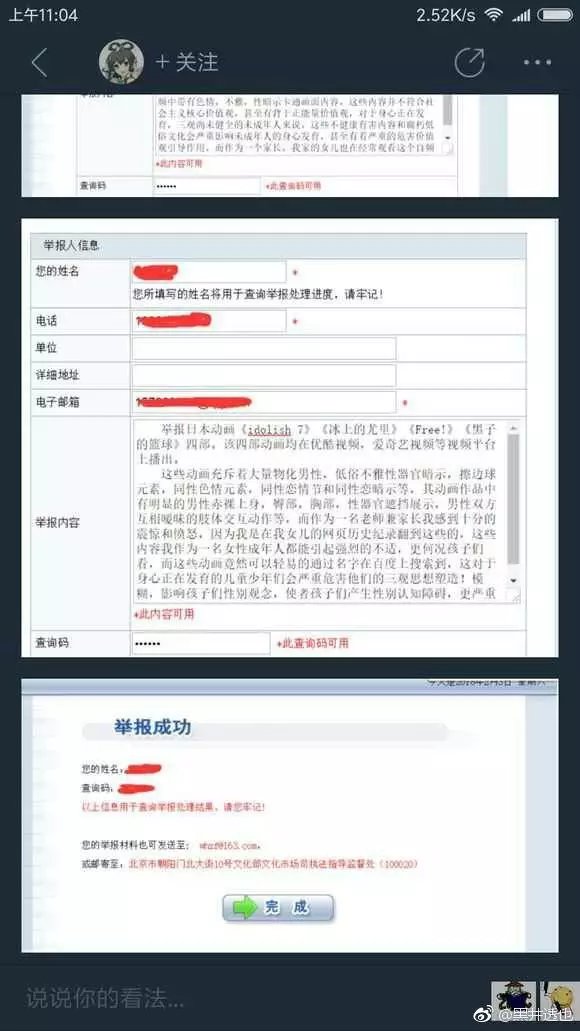 上午11:04 2.52K/s
+ 关注
频中带有色情，不雅，性暗示卡通画面内容，这些内容并不符合社
会主义核心价值观，甚至有背于正能量价值观，对于身心正在发
育，三观尚未健全的未成年人来说，这些不健康有害内容和腐朽低
俗文化会严重影响未成年人的身心发育，甚至有着严重的危害价值
观引导作用，而作为一个家长，我家的女儿也在经常观看这个自频
*此内容可用
查询码 •••••• *此查询码可用
举报人信息
您的姓名 *
您所填写的姓名将用于查询举报处理进度，请牢记！
电话 *
单位
详细地址
电子邮箱 *
举报内容
举报日本动画《idolish 7》《冰上的尤里》《Free!》《黑子
的篮球》四部，该四部动画均在优酷视频，爱奇艺视频等视频平台
上播出。
这些动画充斥着大量物化男性，低俗不雅性器官暗示，擦边球
元素，同性色情元素，同性恋情节和同性恋暗示等，其动画作品中
有明显的男性赤裸上身，臀部，胸部，性器官遮挡展示，男性双方
互相暧昧的肢体交互动作等，而作为一名老师兼家长我感到十分的
震惊和愤怒，因为我是在我女儿的网页历史纪录翻到这些的，这些
内容我作为一名女性成年人都能引起强烈的不适，更何况孩子们
看，而这些动画竟然可以轻易的通过名字在百度上搜索到，这对于
身心正在发育的儿童少年们会严重危害他们的三观思想塑造！模
糊，影响孩子们性别观念，使者孩子们产生性别认知障碍，更严重
*此内容可用
查询码 •••••• *此查询码可用
今天是2018年2月3日 星期六
举报成功
您的姓名：
查询码：
以上信息用于查询举报处理结果，请您牢记！
您的举报材料也可发送至： whzf@163.com，
或邮寄至：北京市朝阳门北大街10号文化部文化市场司执法指导监督处（100020）
完 成
说说你的看法...
@黑井透也